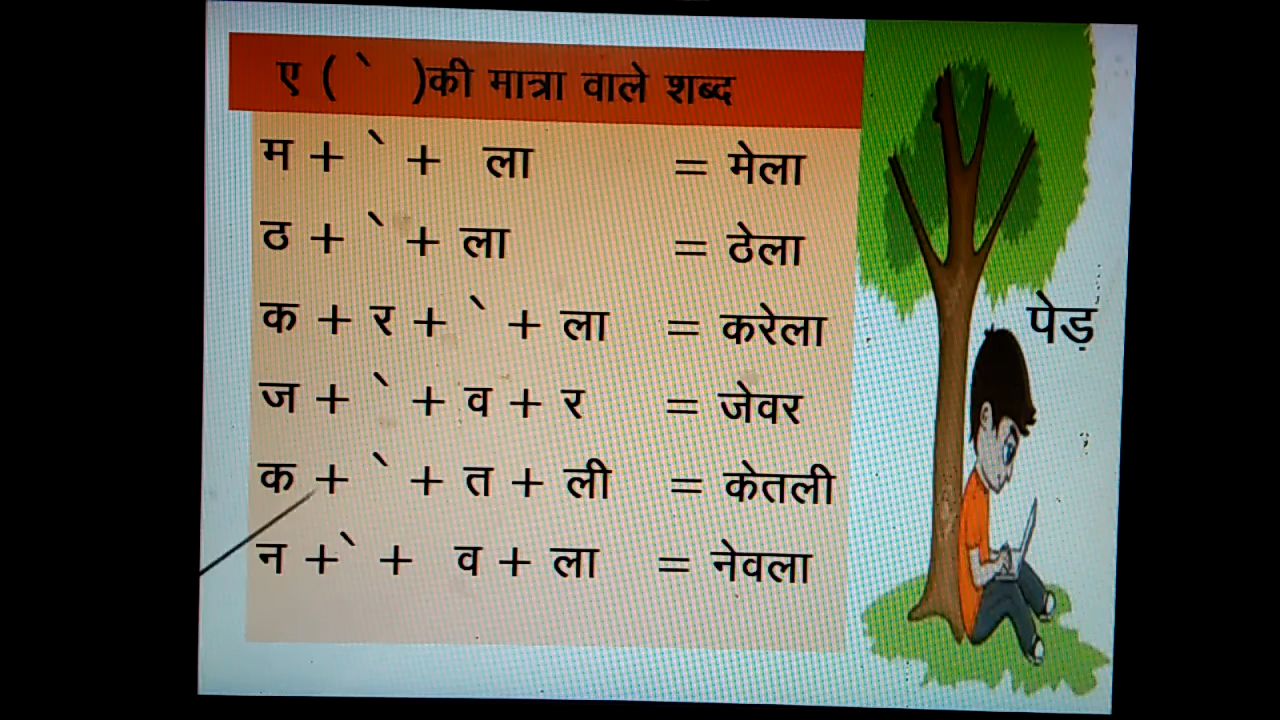 ए ( ` )की मात्रा वाले शब्द
म + ` + ला = मेला
ठ + ` + ला = ठेला
क + र + ` + ला = करेला
ज + ` + व + र = जेवर
क + ` + त + ली = केतली
न +` + व + ला = नेवला
पेड़